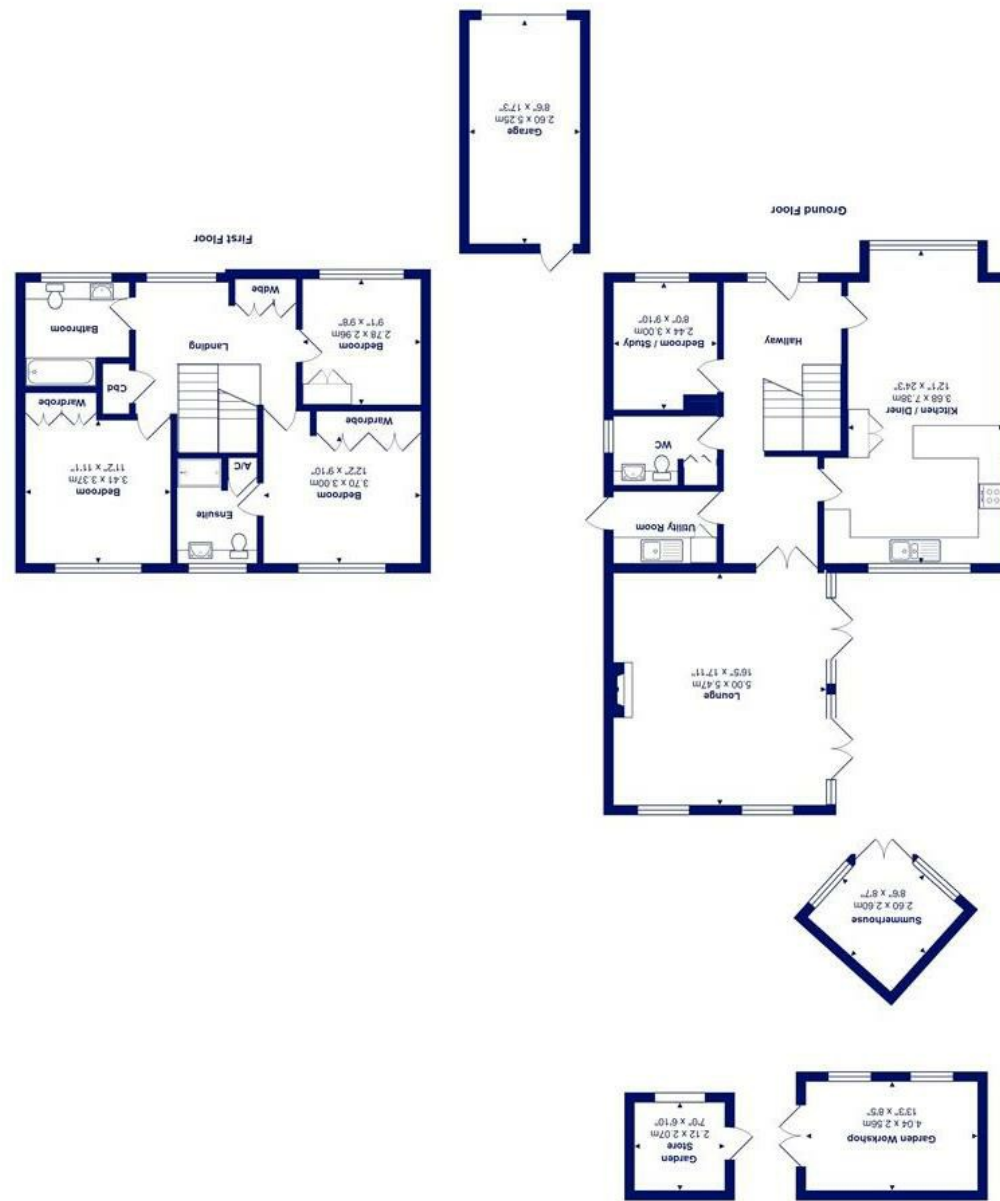 Garden Workshop
4.04 x 2.56m
13'3" x 8'5"
Garden
Store
2.12 x 2.07m
7'0" x 6'10"
Summerhouse
2.60 x 2.60m
8'6" x 8'7"
Lounge
5.00 x 5.47m
16'5" x 17'11"
Kitchen / Diner
3.68 x 7.38m
12'1" x 24'3"
Utility Room
WC
Hallway
Bedroom / Study
2.44 x 3.00m
8'0" x 9'10"
Ground Floor
Bedroom
3.70 x 3.00m
12'2" x 9'10"
Wardrobe
Ensuite
A/C
Bedroom
3.41 x 3.37m
11'2" x 11'1"
Wardrobe
Cbd
Bedroom
2.78 x 2.96m
9'1" x 9'8"
Landing
Wdbe
Bathroom
First Floor
Garage
2.60 x 5.25m
8'6" x 17'3"